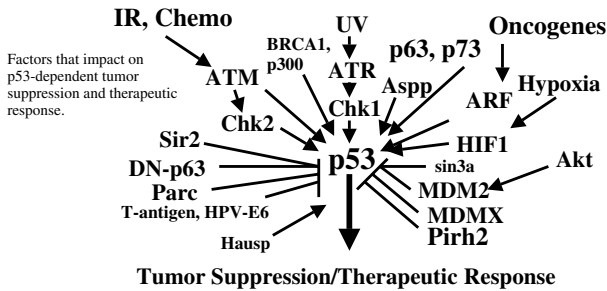 IR, Chemo
UV
Oncogenes
BRCA1,
p300
p63, p73
Factors that impact on
p53-dependent tumor
suppression and therapeutic
response.
ATM
ATR
Aspp
ARF
Hypoxia
Chk2
Chk1
Sir2
p53
HIF1
DN-p63
sin3a
Akt
Parc
MDM2
T-antigen, HPV-E6
MDMX
Hausp
Pirh2
Tumor Suppression/Therapeutic Response